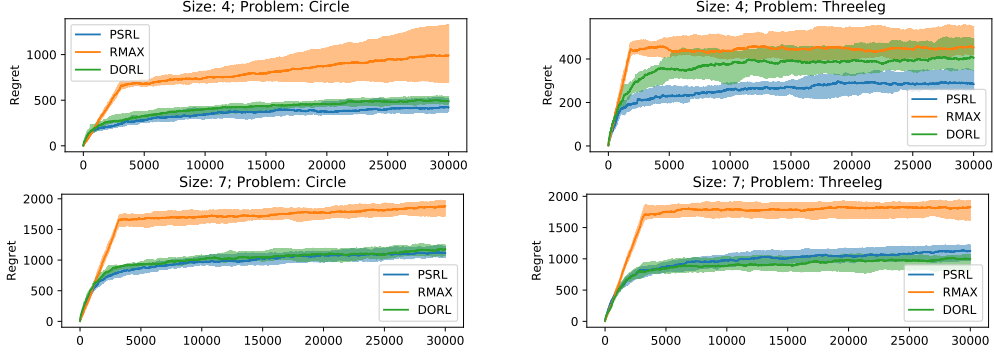 Size: 4; Problem: Circle
Regret
1000
500
0
PSRL
RMAX
DORL
0 5000 10000 15000 20000 25000 30000
Size: 4; Problem: Threeleg
Regret
400
200
0
PSRL
RMAX
DORL
0 5000 10000 15000 20000 25000 30000
Size: 7; Problem: Circle
Regret
2000
1500
1000
500
0
PSRL
RMAX
DORL
0 5000 10000 15000 20000 25000 30000
Size: 7; Problem: Threeleg
Regret
2000
1500
1000
500
0
PSRL
RMAX
DORL
0 5000 10000 15000 20000 25000 30000